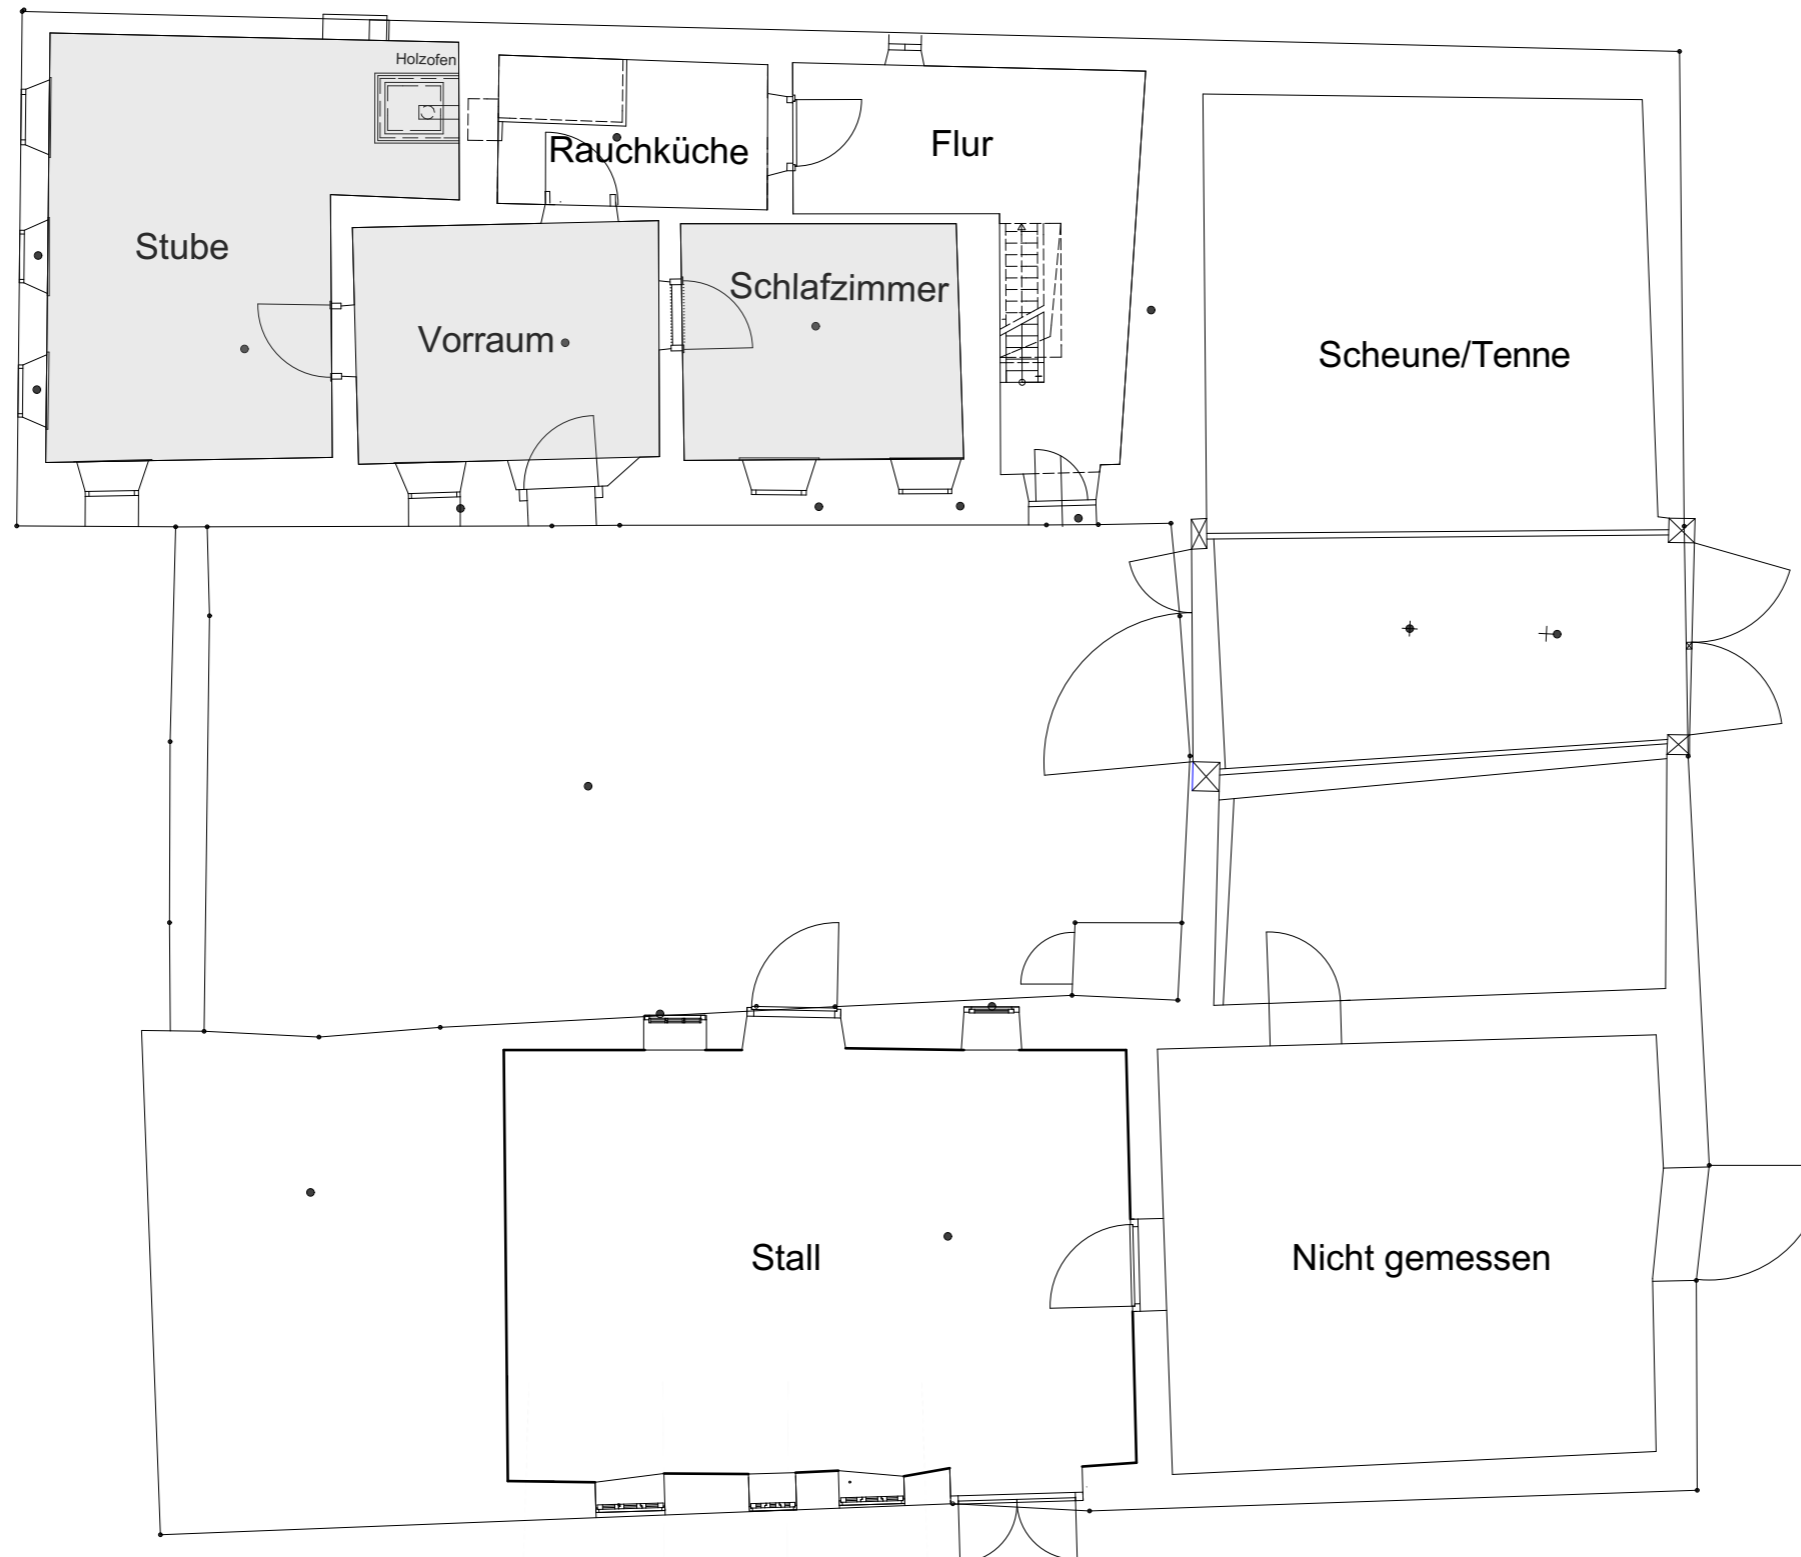 Holzofen
Rauchküche
Flur
Stube
Schlafzimmer
Vorraum
Scheune/Tenne
Stall
Nicht gemessen